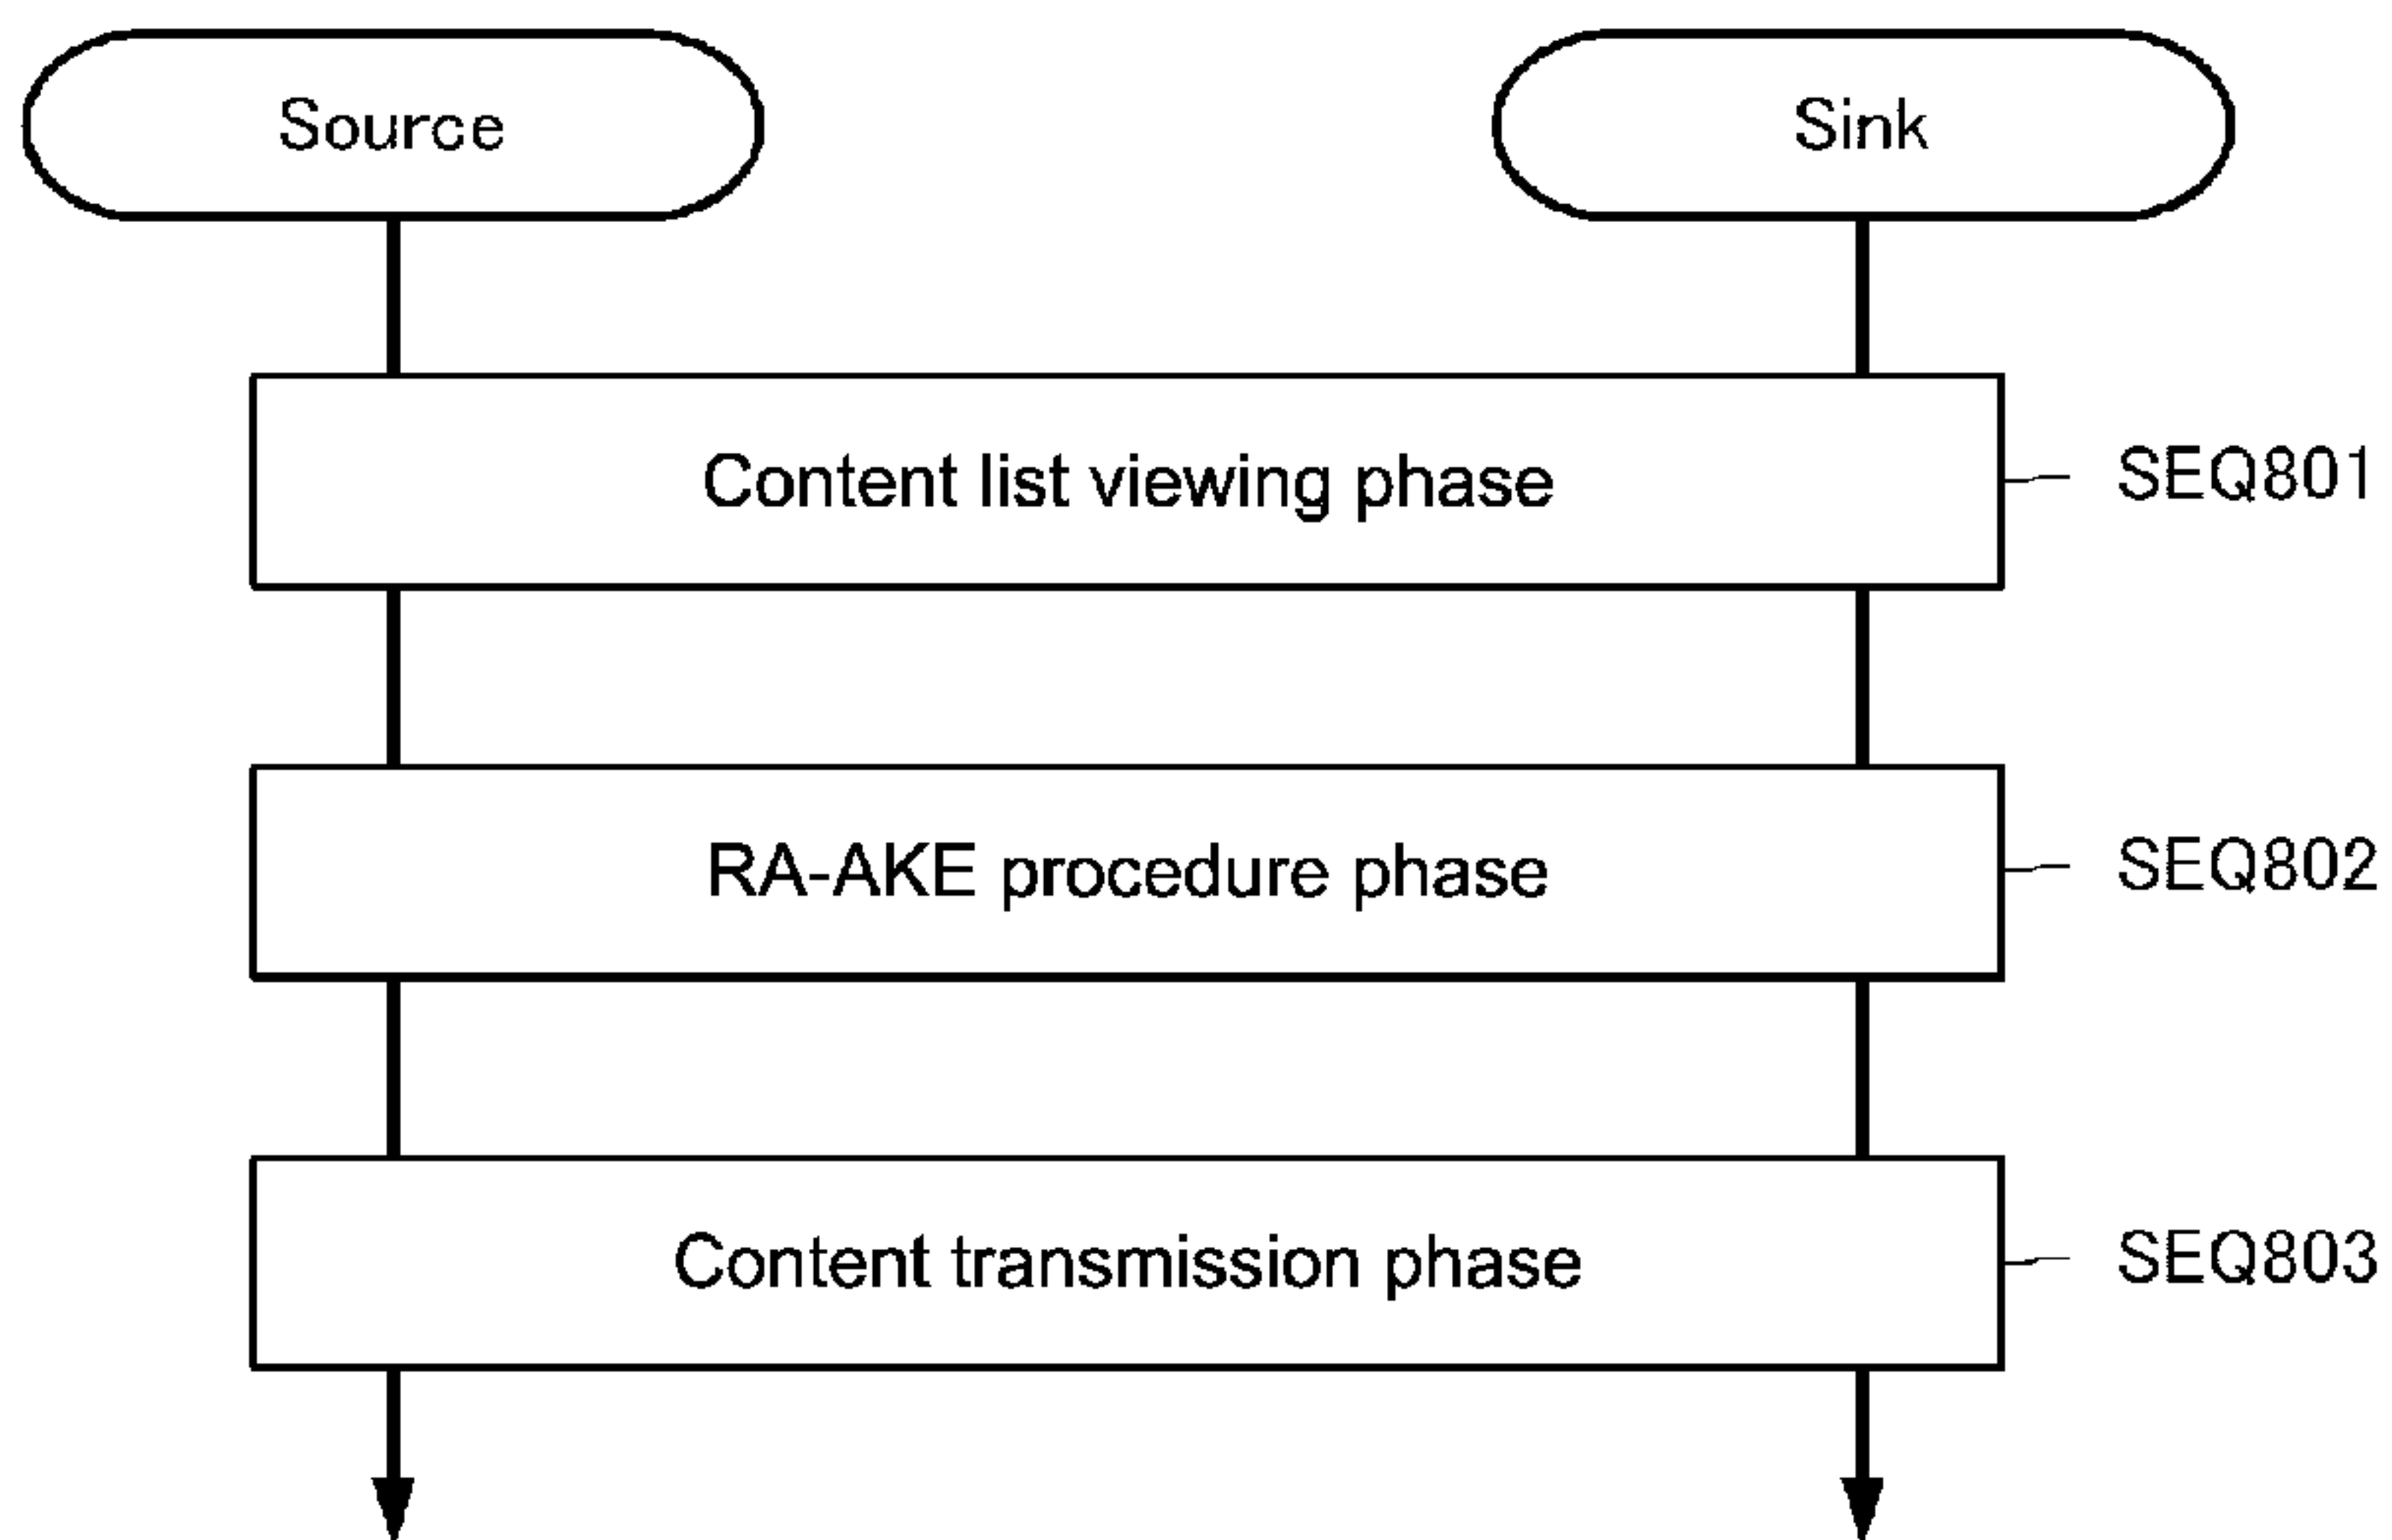 Source
Sink
Content list viewing phase
SEQ801
RA-AKE procedure phase
SEQ802
Content transmission phase
SEQ803